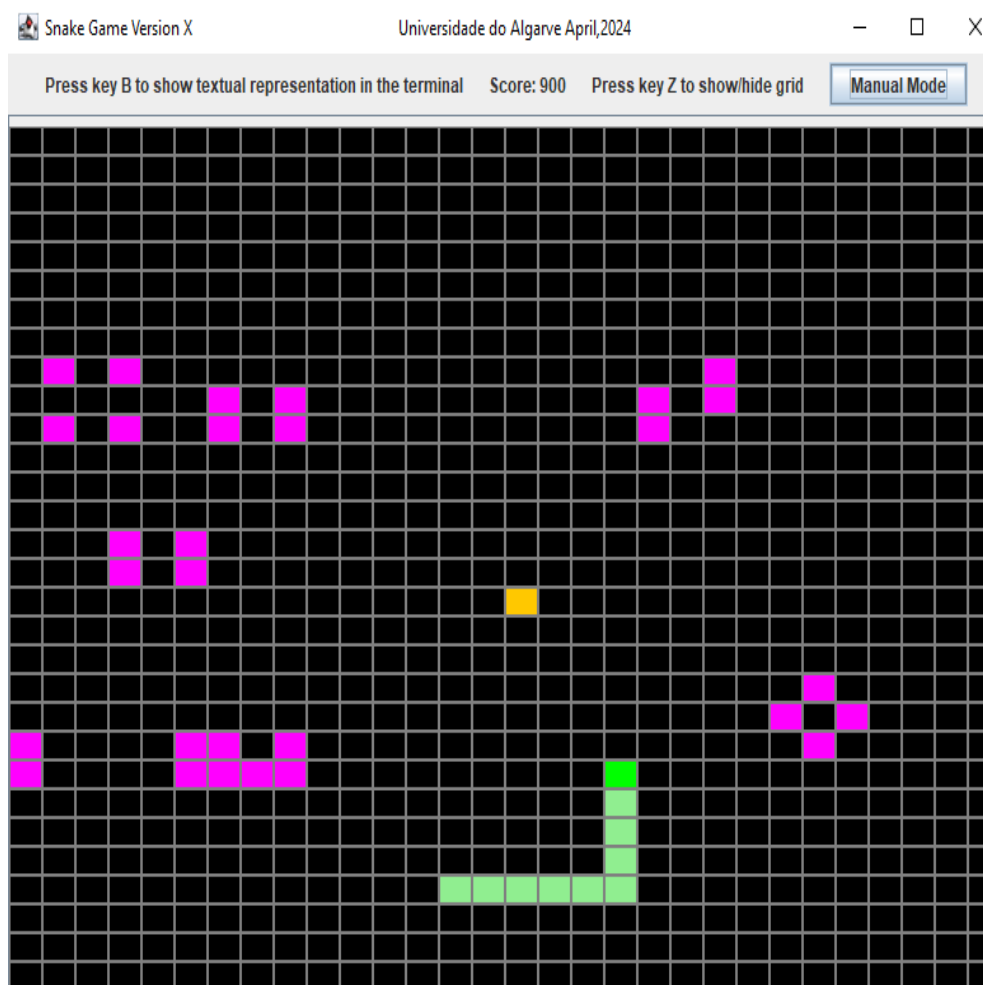 Snake Game Version X Universidade do Algarve April,2024
Press key B to show textual representation in the terminal Score: 900 Press key Z to show/hide grid Manual Mode